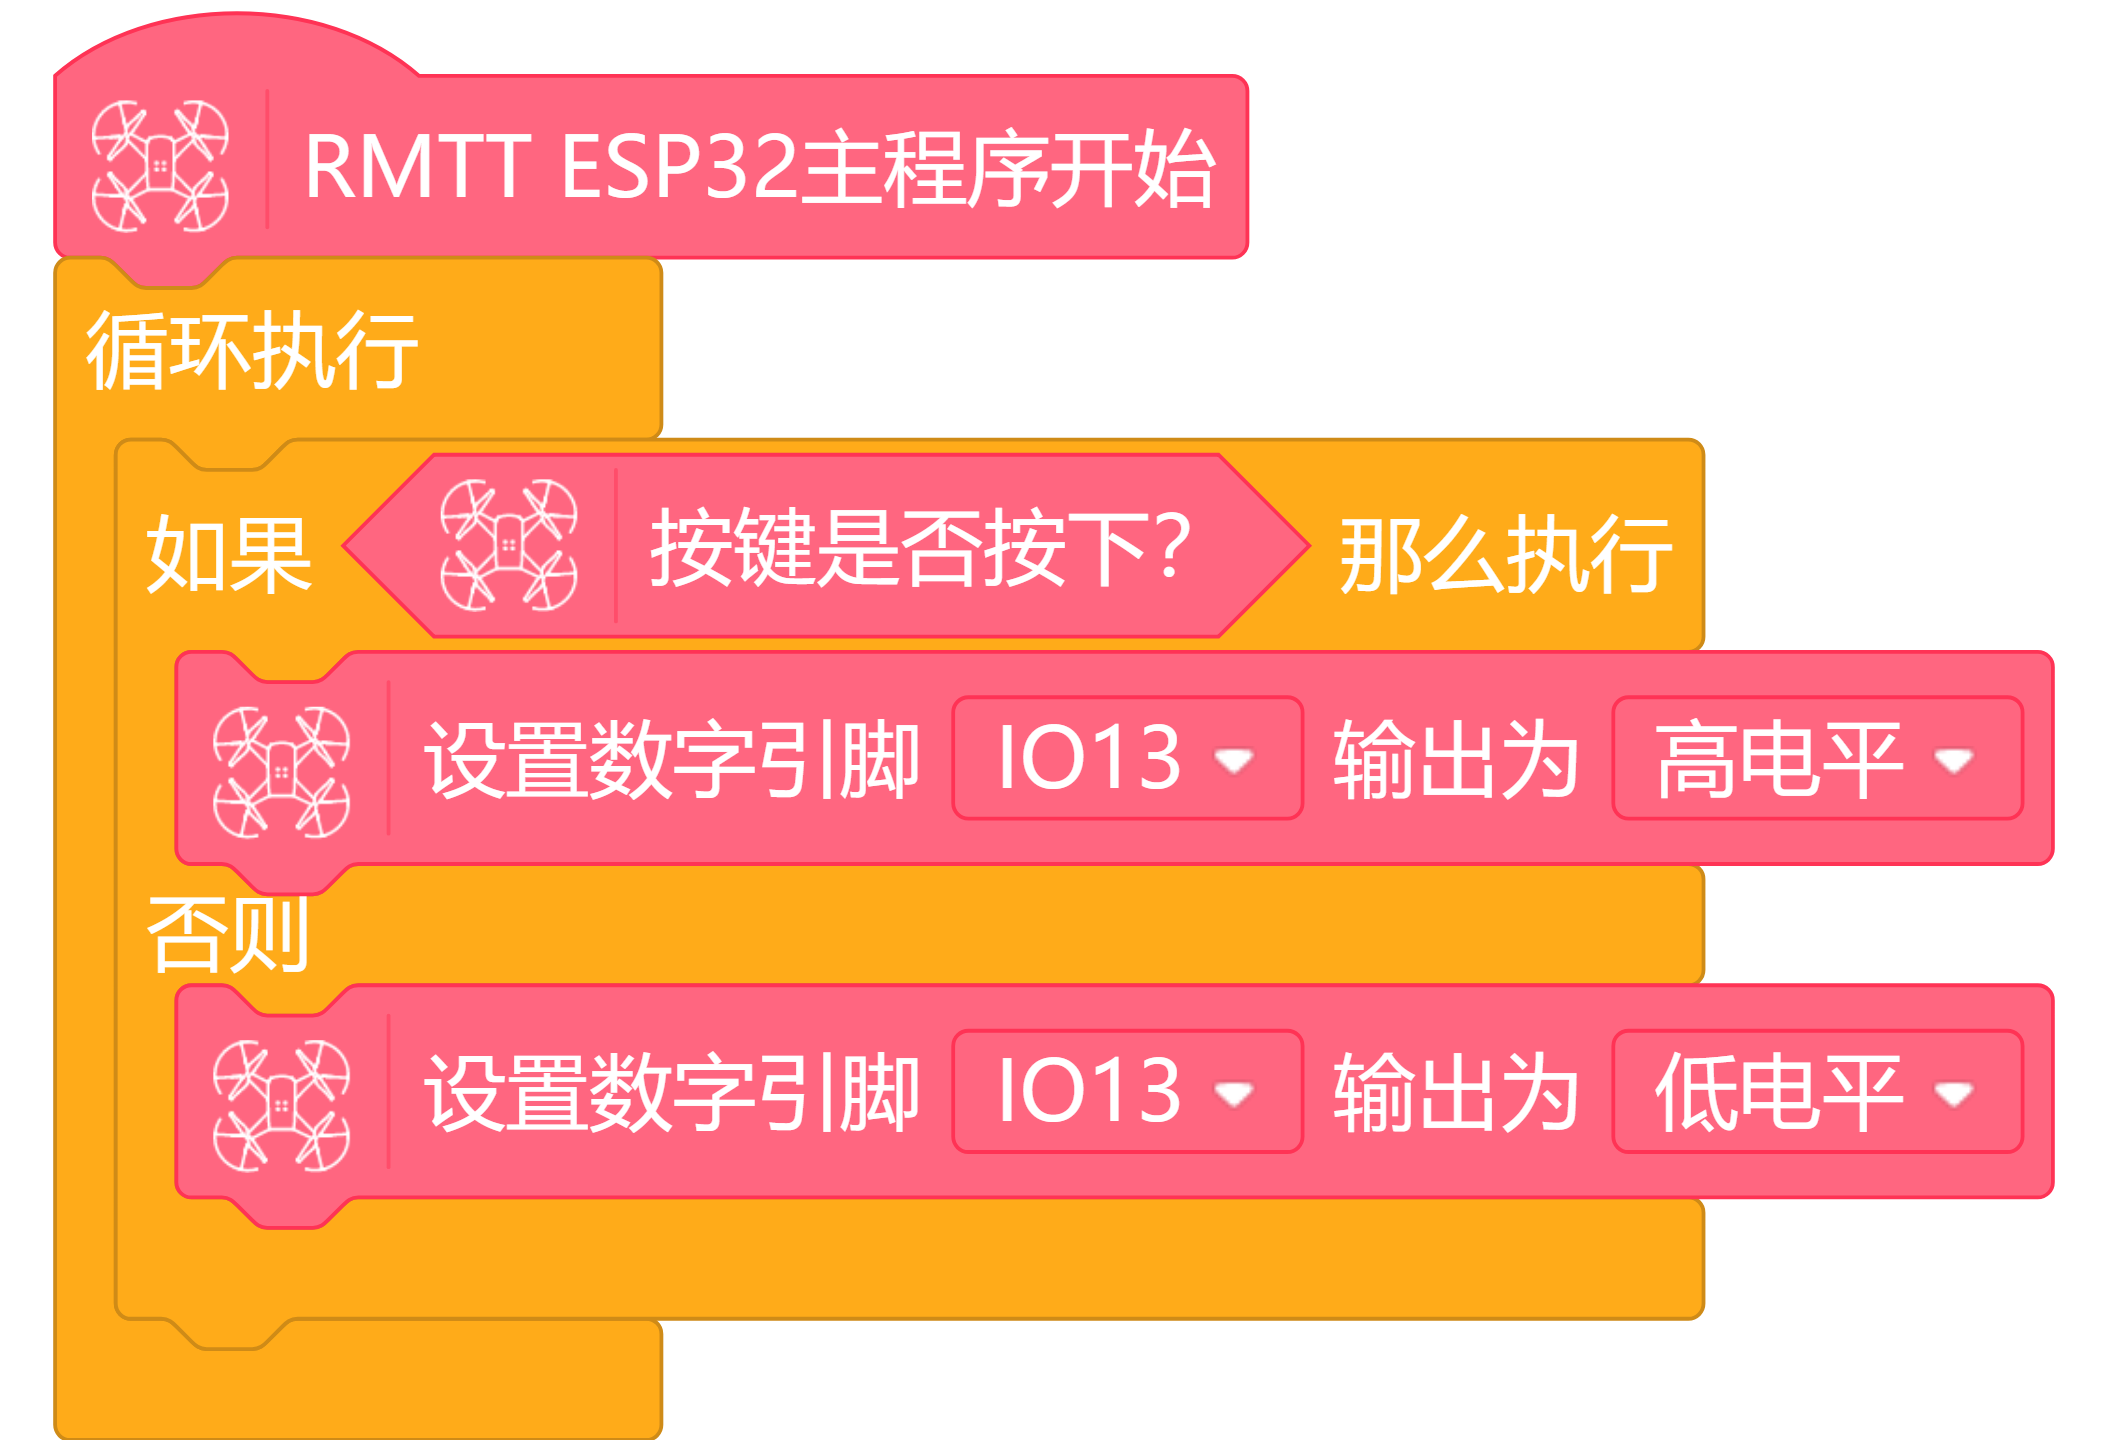 RMTT ESP32主程序开始
循环执行
如果 按键是否按下? 那么执行
设置数字引脚 IO13 输出为 高电平
否则
设置数字引脚 IO13 输出为 低电平